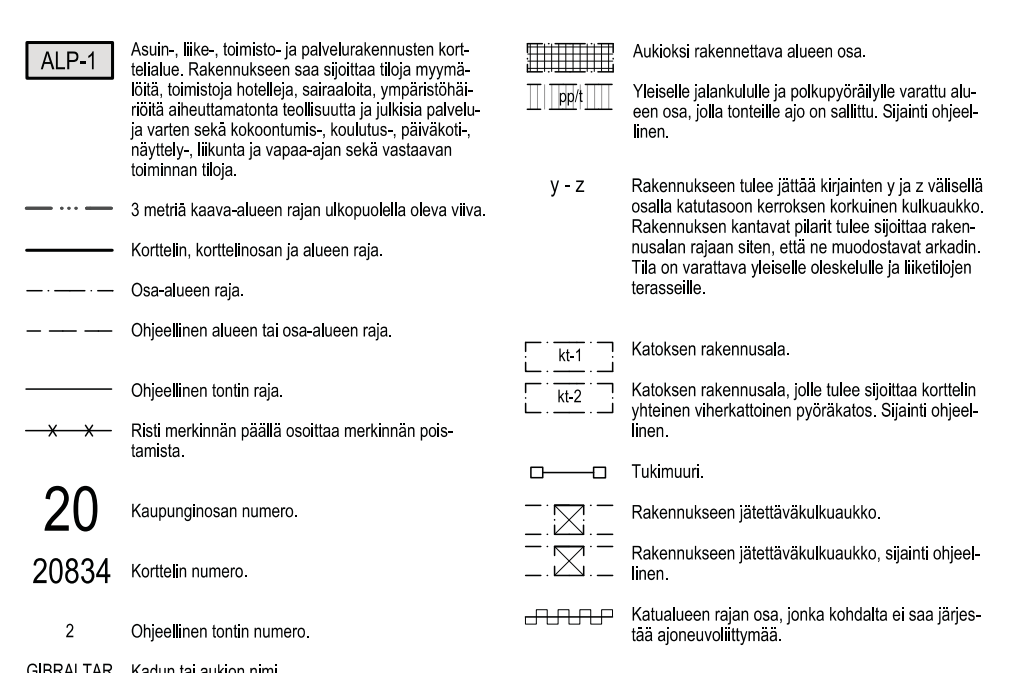 ALP-1
Asuin-, liike-, toimisto- ja palvelurakennusten kort-
telialue. Rakennukseen saa sijoittaa tiloja myymä-
löitä, toimistoja hotelleja, sairaaloita, ympäristöhäi-
riöitä aiheuttamatonta teollisuutta ja julkisia palvelu-
ja varten sekä kokoontumis-, koulutus-, päiväkoti-,
näyttely-, liikunta ja vapaa-ajan sekä vastaavan
toiminnan tiloja.
3 metriä kaava-alueen rajan ulkopuolella oleva viiva.
Korttelin, korttelinosan ja alueen raja.
Osa-alueen raja.
Ohjeellinen alueen tai osa-alueen raja.
Ohjeellinen tontin raja.
Risti merkinnän päällä osoittaa merkinnän pois-
tamista.
20 Kaupunginosan numero.
20834 Korttelin numero.
2 Ohjeellinen tontin numero.
GIBRALTAR Kadun tai aukion nimi.
Aukioksi rakennettava alueen osa.
pp/t
Yleiselle jalankululle ja polkupyöräilylle varattu alu-
een osa, jolla tonteille ajo on sallittu. Sijainti ohjeel-
linen.
y - z
Rakennukseen tulee jättää kirjainten y ja z välisellä
osalla katutasoon kerroksen korkuinen kulkuaukko.
Rakennuksen kantavat pilarit tulee sijoittaa raken-
nusalan rajaan siten, että ne muodostavat arkadin.
Tila on varattava yleiselle oleskelulle ja liiketilojen
terasseille.
kt-1 Katoksen rakennusala.
kt-2
Katoksen rakennusala, jolle tulee sijoittaa korttelin
yhteinen viherkattoinen pyöräkatos. Sijainti ohjeel-
linen.
Tukimuuri.
Rakennukseen jätettäväkulkuaukko.
Rakennukseen jätettäväkulkuaukko, sijainti ohjeel-
linen.
Katualueen rajan osa, jonka kohdalta ei saa järjes-
tää ajoneuvoliittymää.